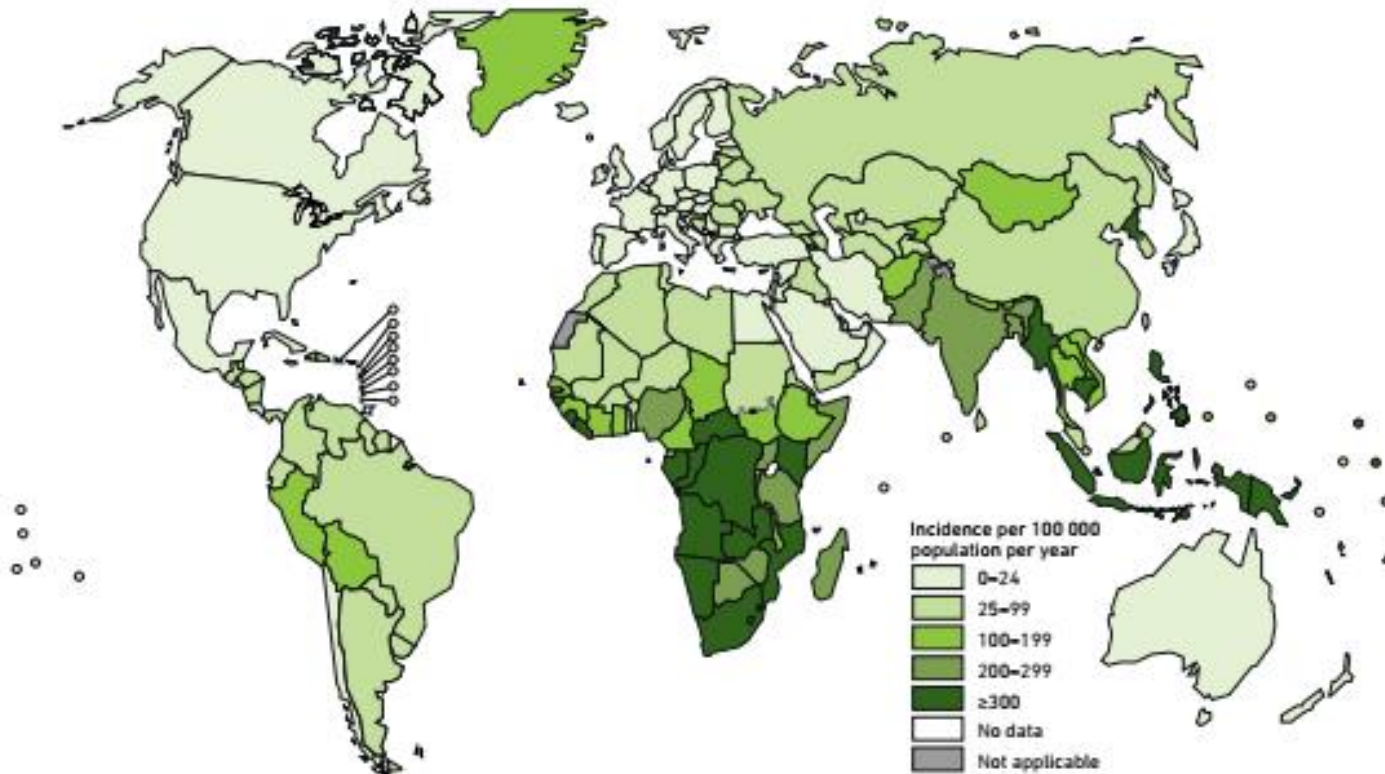 Incidence per 100 000
population per year
0–24
25–99
100–199
200–299
≥300
No data
Not applicable